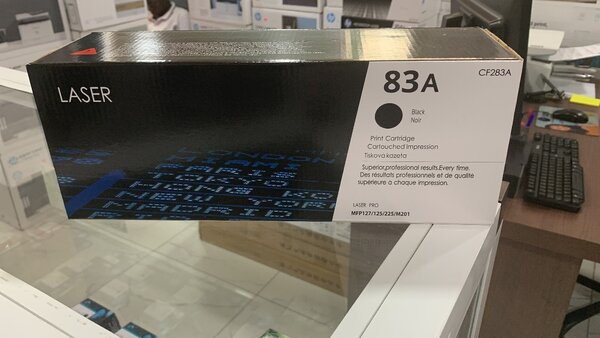 LASER
83A
CF283A
Black
Noir
Print Cartridge
Cartouched Impression
Tiskova kazeta
Superior,professional results.Every time.
Des résultats professionnels et de qualité
supérieure à chaque impression.
LASER PRO
MFP127/125/225/M201